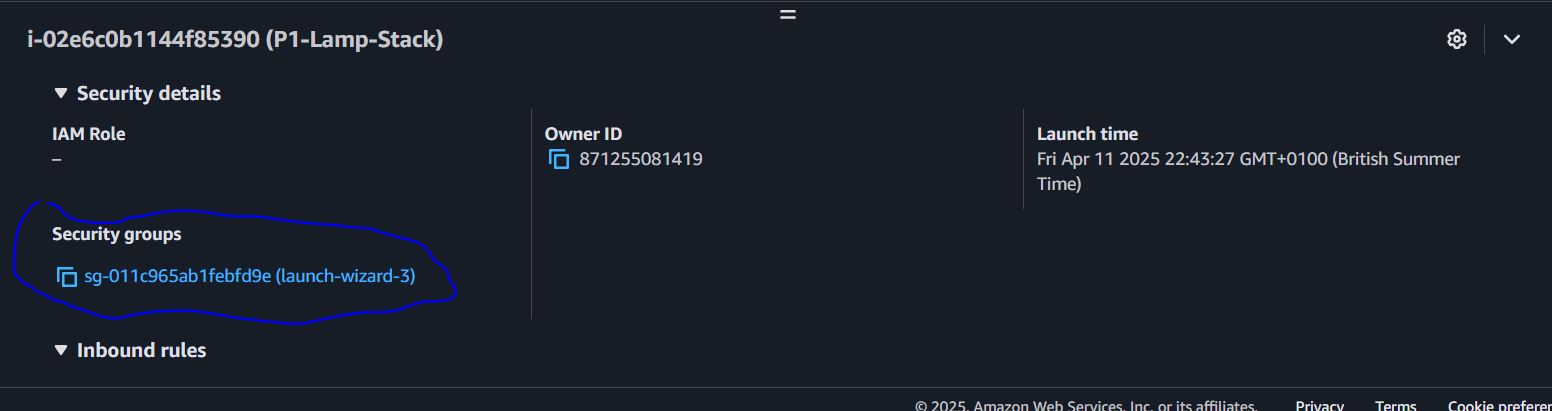 i-02e6c0b1144f85390 (P1-Lamp-Stack)
Security details
IAM Role
–
Owner ID
871255081419
Launch time
Fri Apr 11 2025 22:43:27 GMT+0100 (British Summer
Time)
Security groups
sg-011c965ab1febfd9e (launch-wizard-3)
Inbound rules
© 2025, Amazon Web Services, Inc. or its affiliates.
Privacy
Terms
Cookie preferen